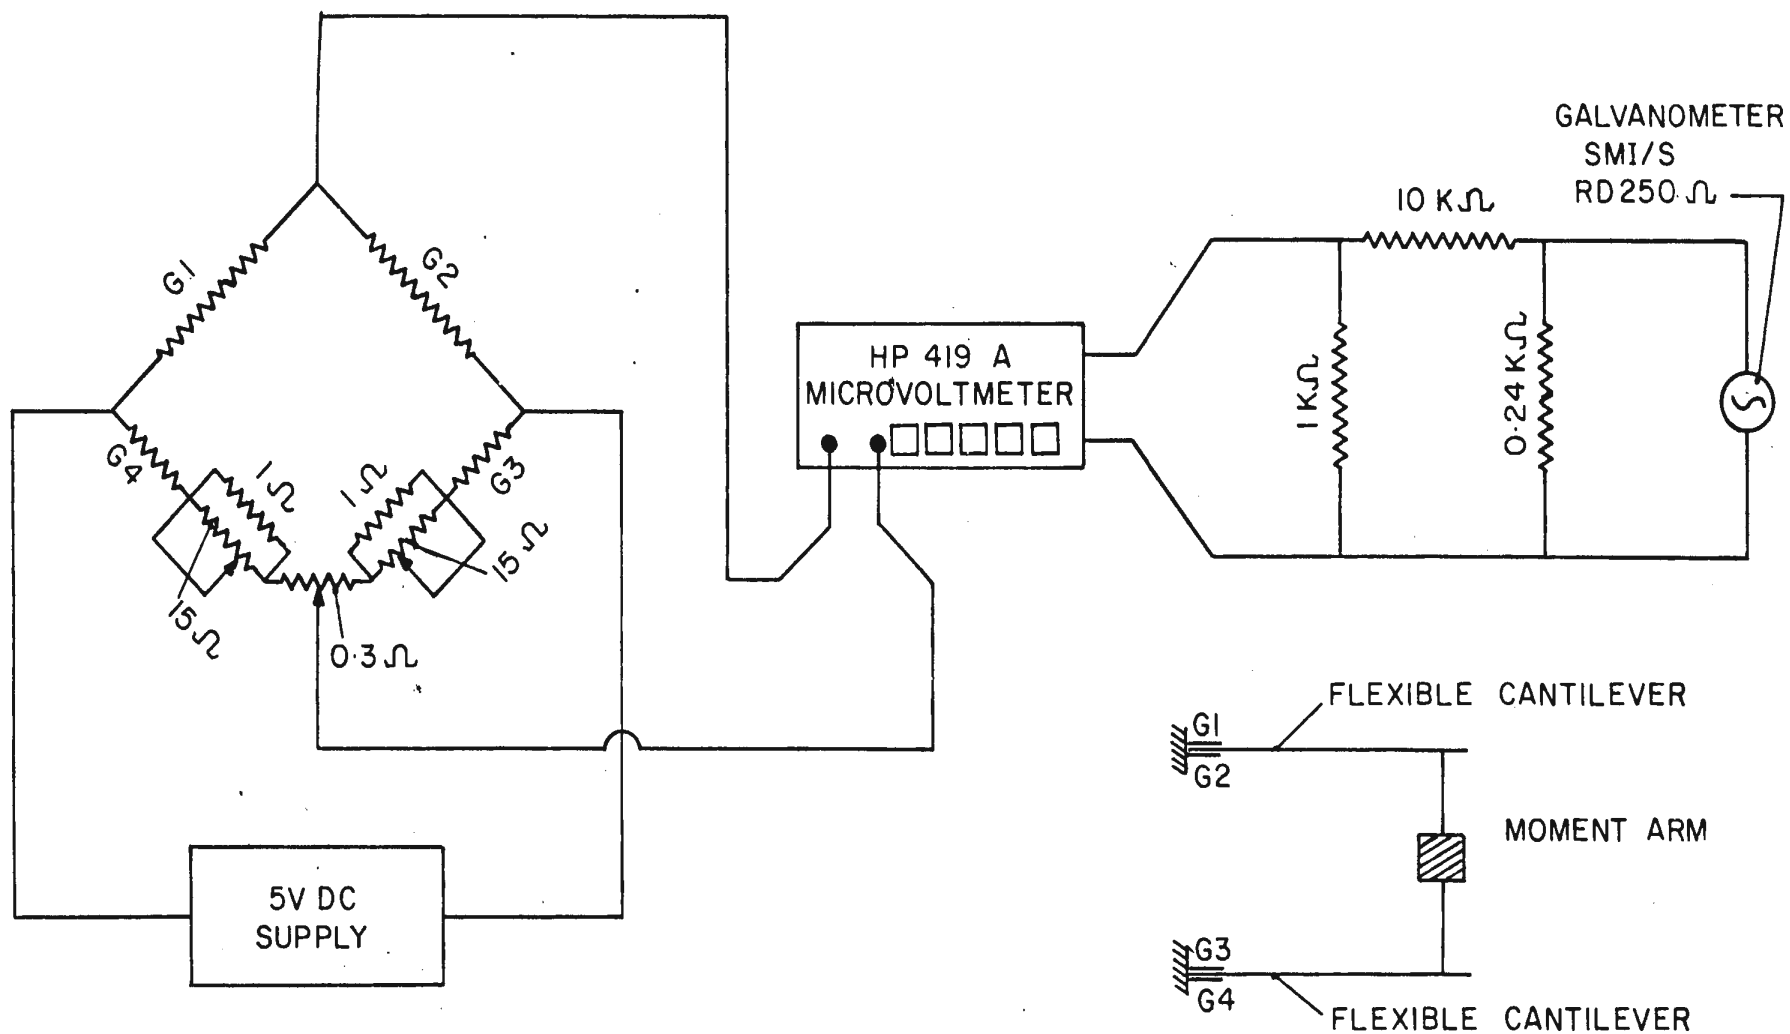 GALVANOMETER
SMI/S
RD250 Ω
10 KΩ
G1
G2
HP 419 A
MICROVOLTMETER
1 KΩ
0·24 KΩ
G4
1 Ω
1 Ω
G3
15 Ω
15 Ω
0·3 Ω
5V DC
SUPPLY
FLEXIBLE CANTILEVER
G1
G2
MOMENT ARM
G3
G4
FLEXIBLE CANTILEVER